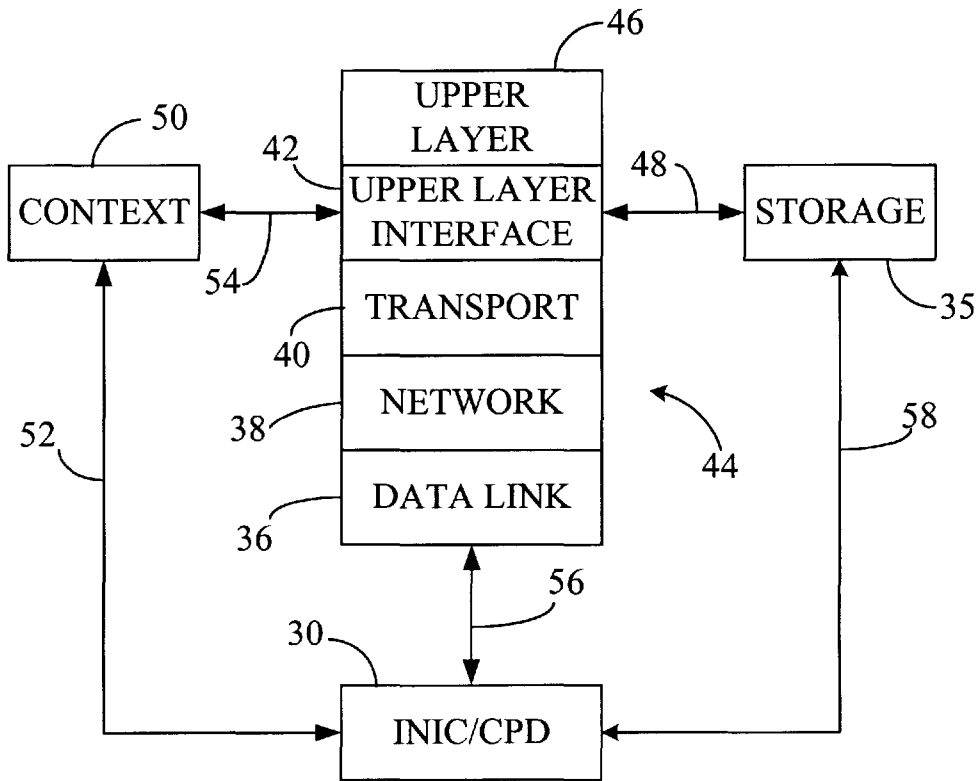 46
UPPER
LAYER
50
42
48
CONTEXT
UPPER LAYER
INTERFACE
STORAGE
54
35
TRANSPORT
40
NETWORK
38
52
58
44
DATA LINK
36
56
30
INIC/CPD